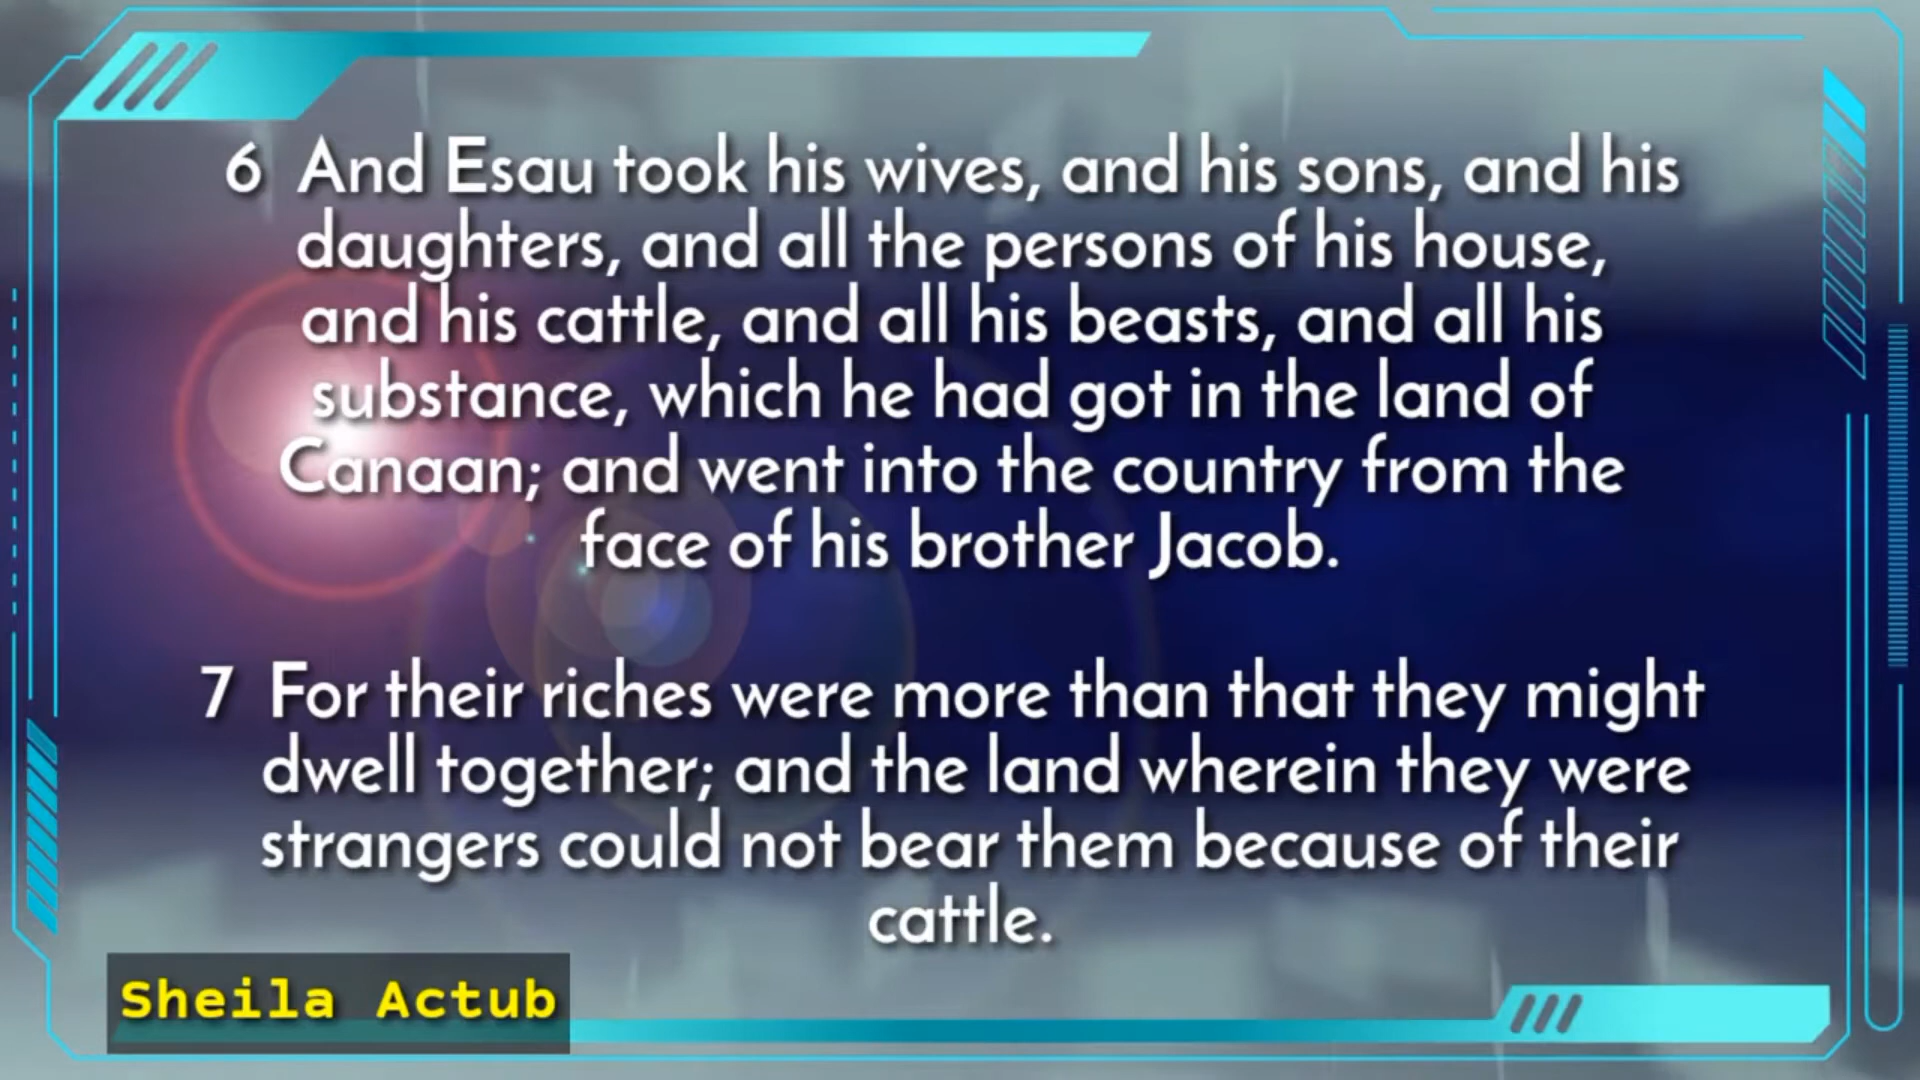 6 And Esau took his wives, and his sons, and his
daughters, and all the persons of his house,
and his cattle, and all his beasts, and all his
substance, which he had got in the land of
Canaan; and went into the country from the
face of his brother Jacob.
7 For their riches were more than that they might
dwell together; and the land wherein they were
strangers could not bear them because of their
cattle.
Sheila Actub